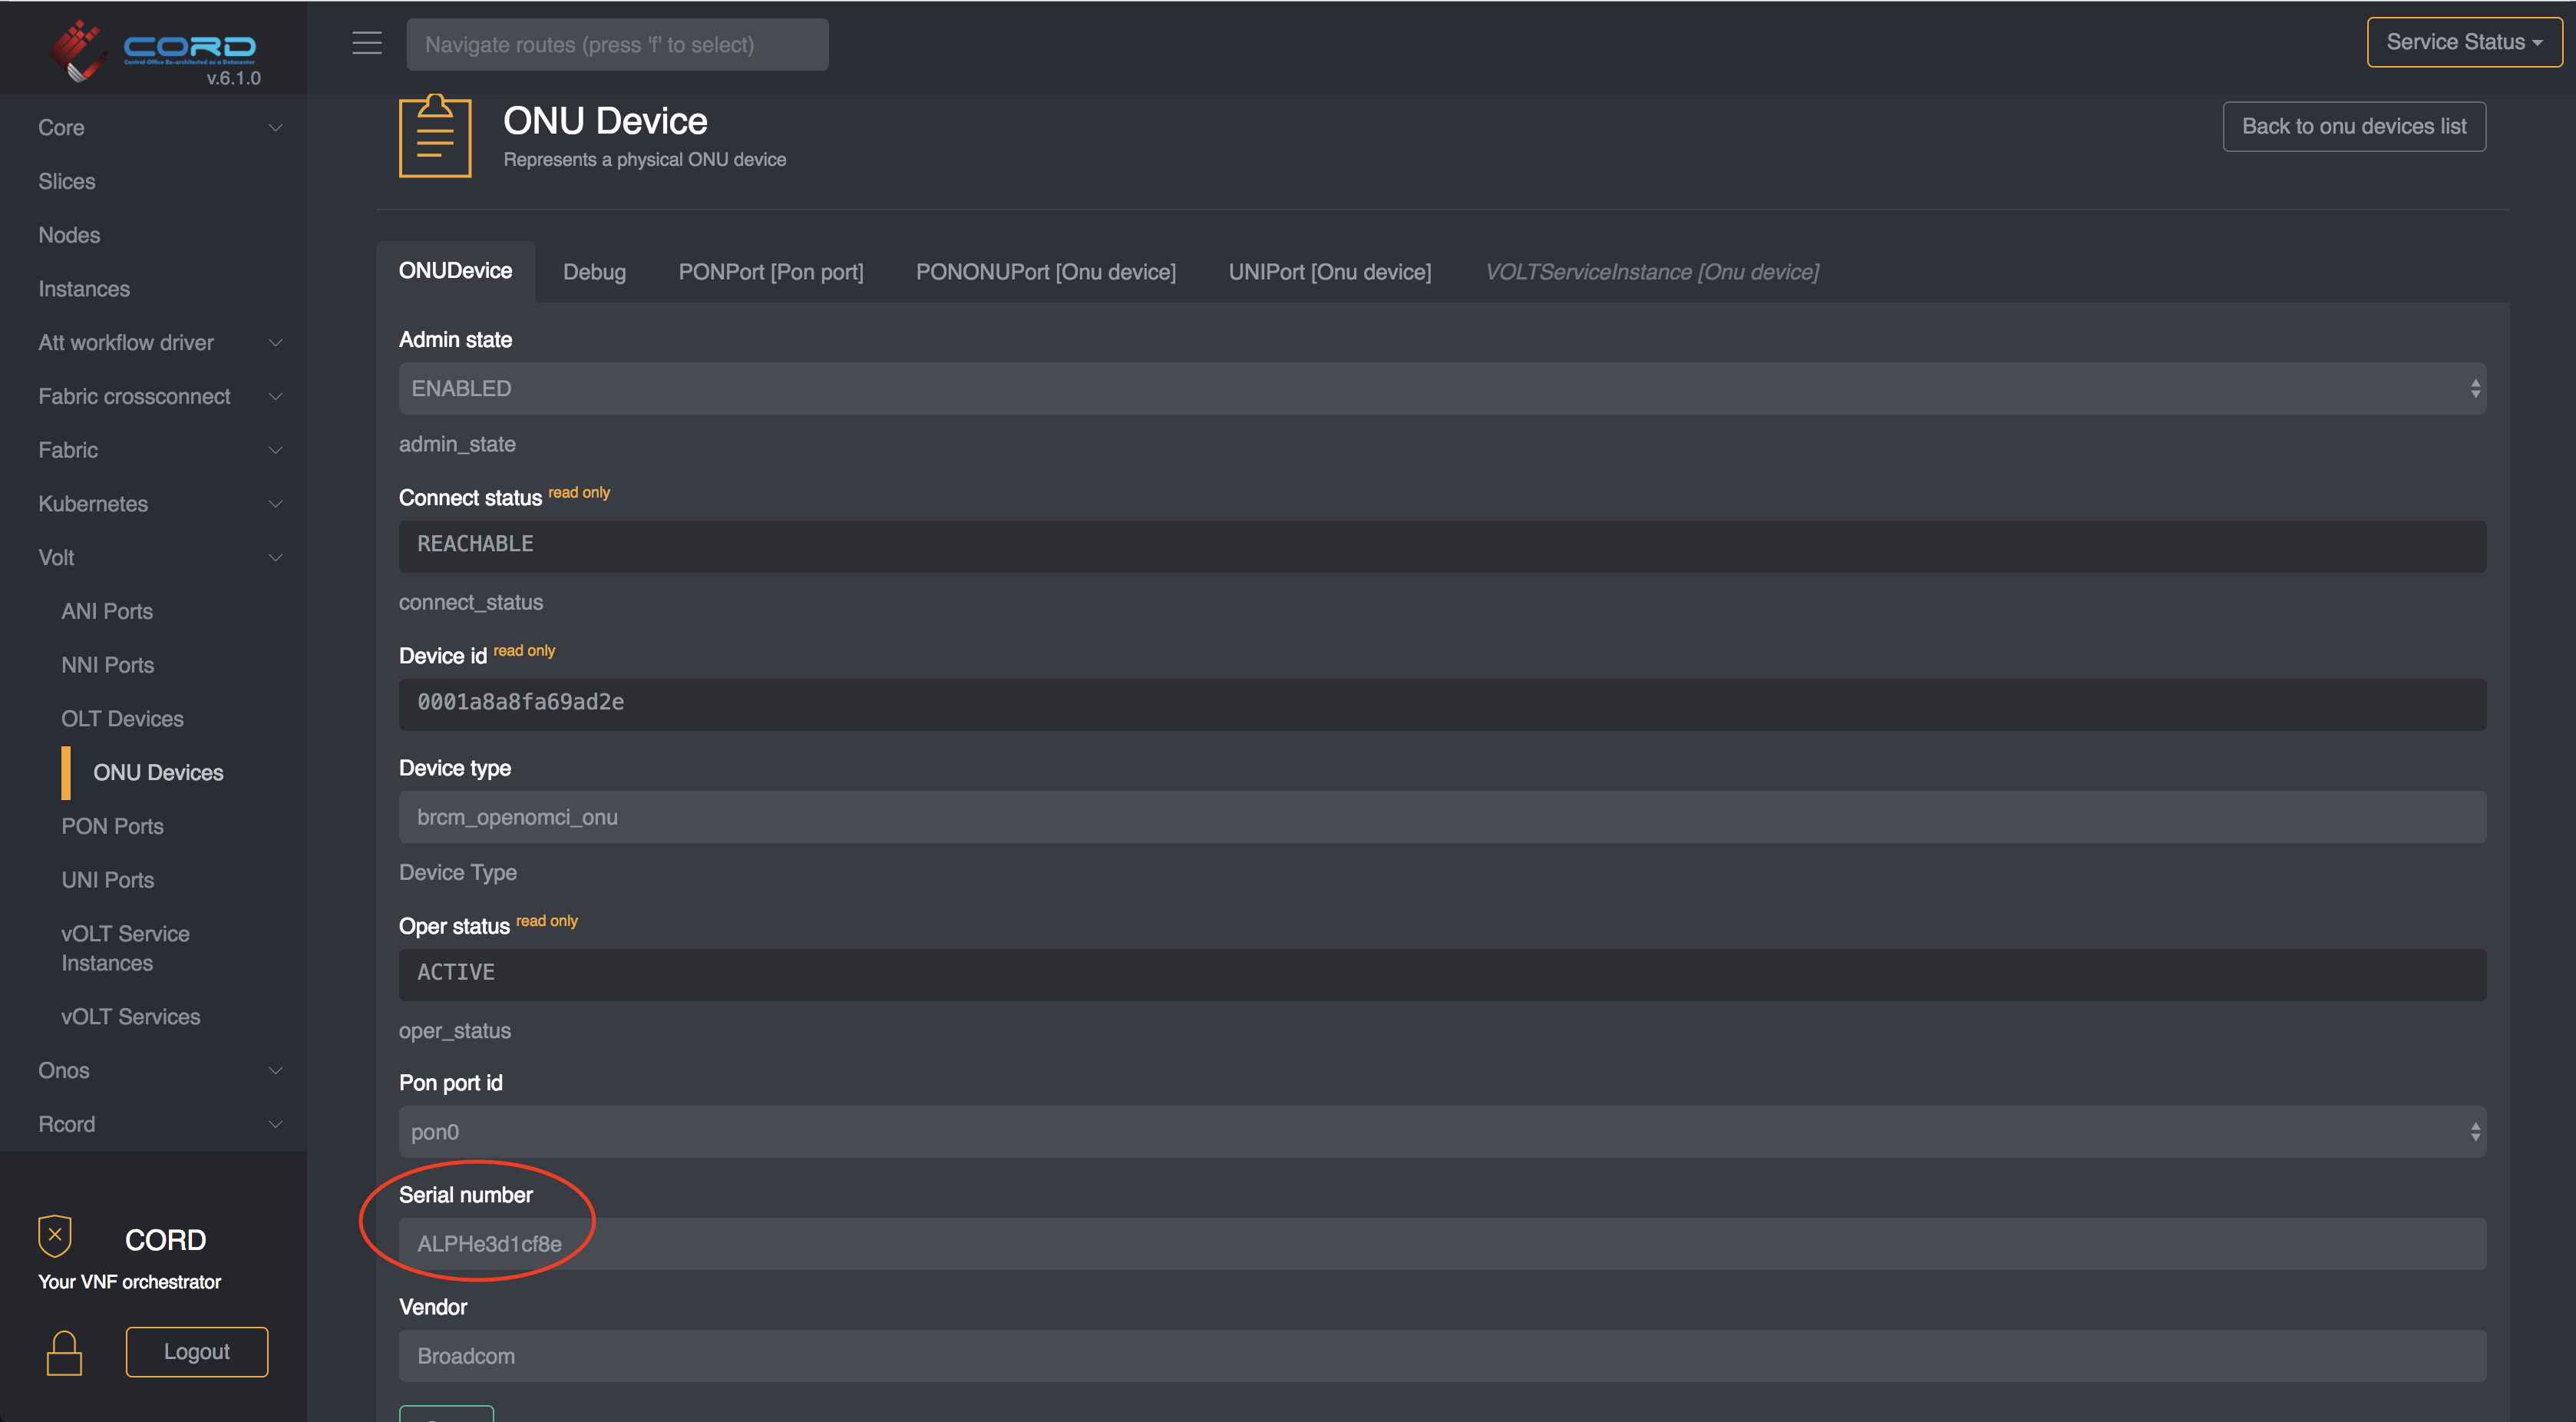 CORD
Central Office Re-architected as a Datacenter
v.6.1.0
Navigate routes (press 'f' to select)
Service Status
Core
Slices
Nodes
Instances
Att workflow driver
Fabric crossconnect
Fabric
Kubernetes
Volt
ANI Ports
NNI Ports
OLT Devices
ONU Devices
PON Ports
UNI Ports
vOLT Service
Instances
vOLT Services
Onos
Rcord
CORD
Your VNF orchestrator
Logout
ONU Device
Represents a physical ONU device
Back to onu devices list
ONUDevice Debug PONPort [Pon port] PONONUPort [Onu device] UNIPort [Onu device] VOLTServiceInstance [Onu device]
Admin state
ENABLED
admin_state
Connect status read only
REACHABLE
connect_status
Device id read only
0001a8a8fa69ad2e
Device type
brcm_openomci_onu
Device Type
Oper status read only
ACTIVE
oper_status
Pon port id
pon0
Serial number
ALPHe3d1cf8e
Vendor
Broadcom